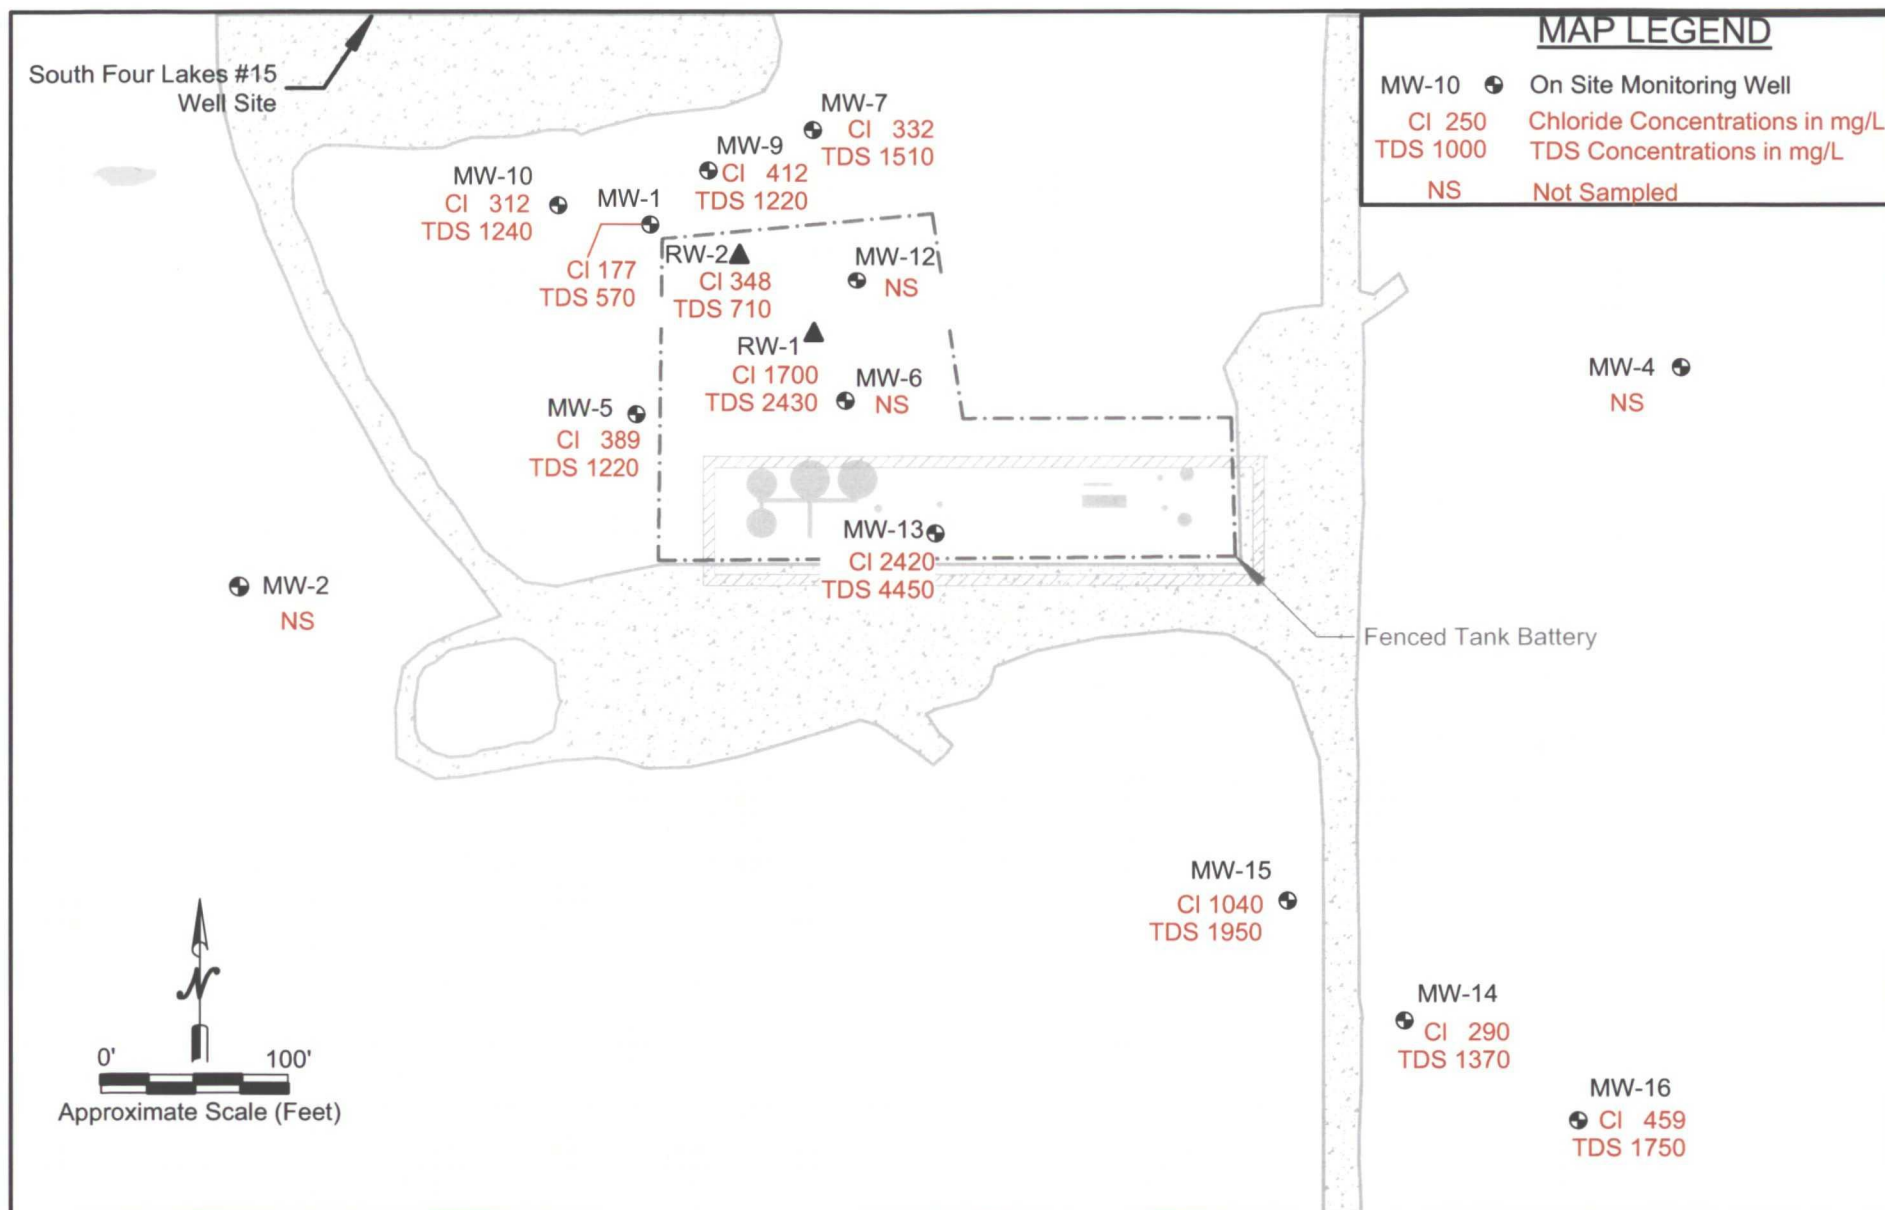 MAP LEGEND
MW-10 On Site Monitoring Well
Cl 250 Chloride Concentrations in mg/L
TDS 1000 TDS Concentrations in mg/L
NS Not Sampled
South Four Lakes #15
Well Site
MW-7
Cl 332
TDS 1510
MW-9
Cl 412
TDS 1220
MW-10
Cl 312
TDS 1240
MW-1
Cl 177
TDS 570
RW-2
Cl 348
TDS 710
MW-12
NS
RW-1
Cl 1700
TDS 2430
MW-6
NS
MW-4
NS
MW-5
Cl 389
TDS 1220
MW-13
Cl 2420
TDS 4450
MW-2
NS
Fenced Tank Battery
MW-15
Cl 1040
TDS 1950
MW-14
Cl 290
TDS 1370
MW-16
Cl 459
TDS 1750
N
0' 100'
Approximate Scale (Feet)